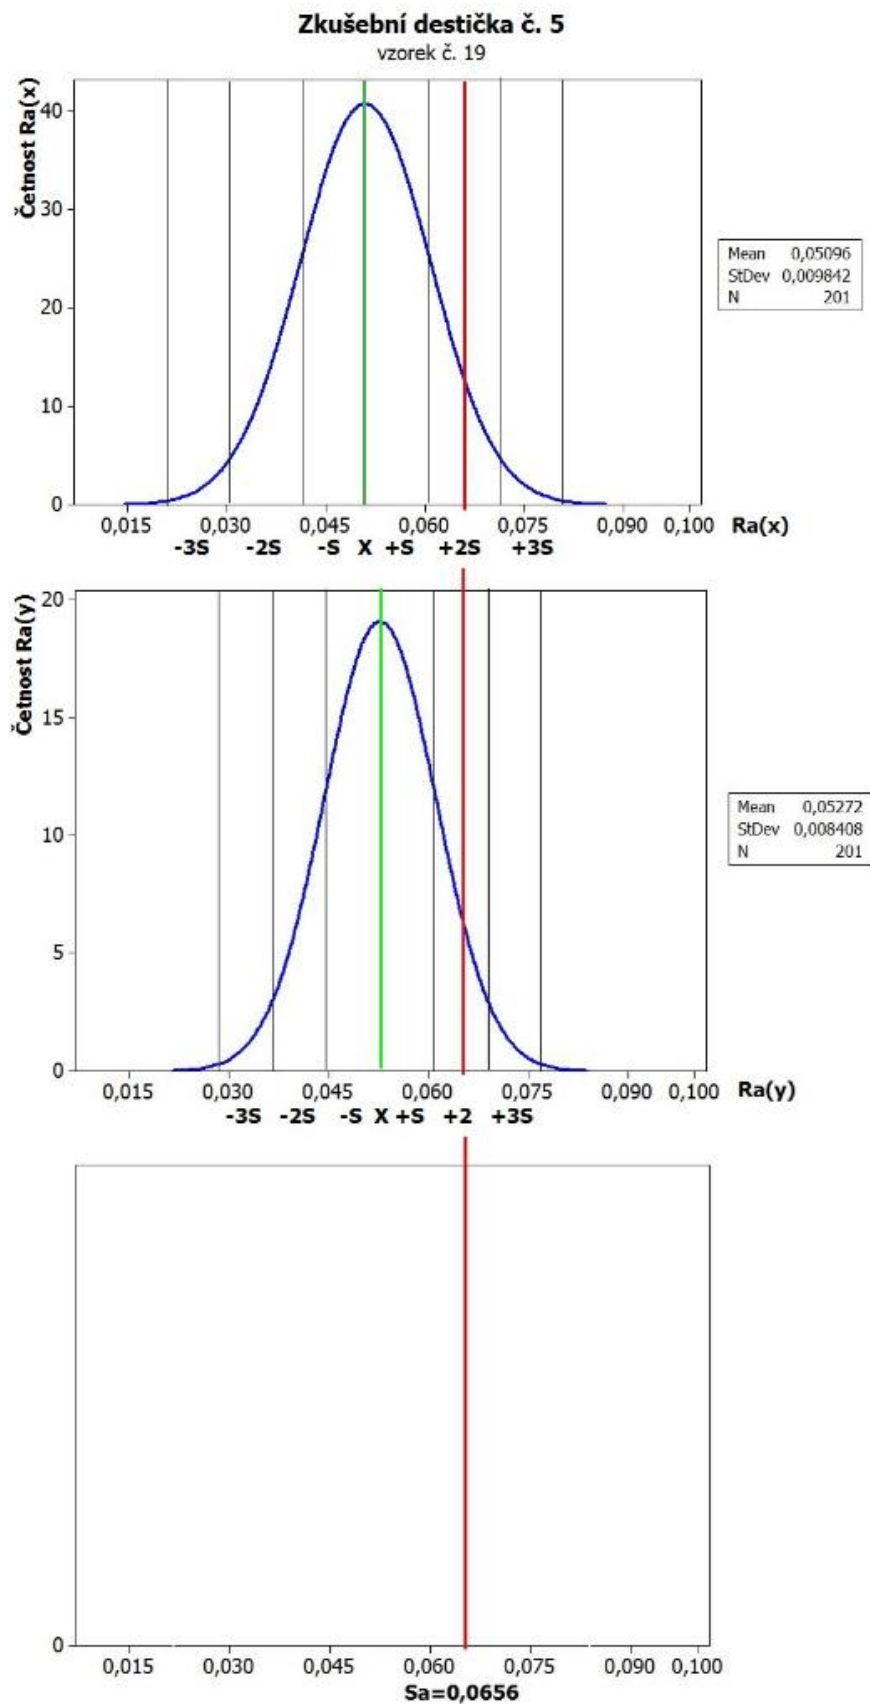 Zkušební destička č. 5
vzorek č. 19
Četnost Ra(x)
40
30
20
10
0
0,015 0,030 0,045 0,060 0,075 0,090 0,100 Ra(x)
-3S -2S -S X +S +2S +3S
Mean 0,05096
StDev 0,009842
N 201
Četnost Ra(y)
20
15
10
5
0
0,015 0,030 0,045 0,060 0,075 0,090 0,100 Ra(y)
-3S -2S -S X +S +2 +3S
Mean 0,05272
StDev 0,008408
N 201
0
0,015 0,030 0,045 0,060 0,075 0,090 0,100
Sa=0,0656